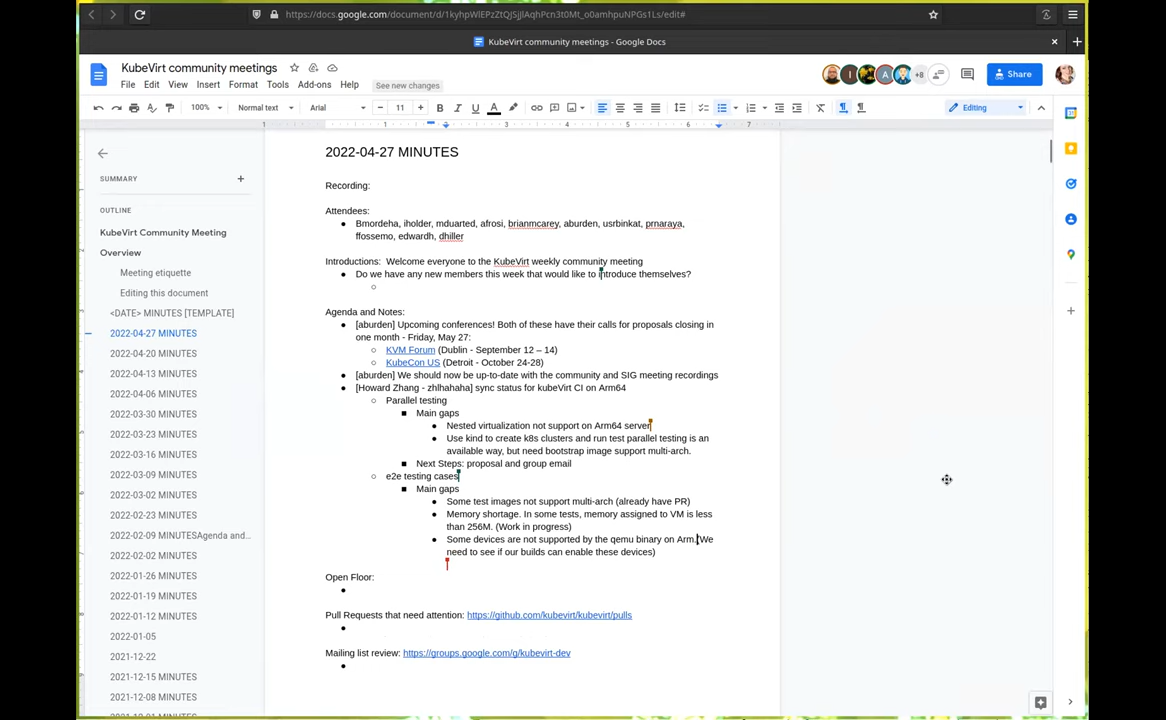 https://docs.google.com/document/d/1kyhpWlEPzZtQJSjJlAqhPcn3t0Mt_o0amhpuNPGs1Ls/edit#
KubeVirt community meetings - Google Docs
KubeVirt community meetings
File Edit View Insert Format Tools Add-ons Help See new changes
+8
Share
100% Normal text Arial 11 Editing
1 1 2 3 4 5 6 7
SUMMARY
OUTLINE
KubeVirt Community Meeting
Overview
Meeting etiquette
Editing this document
<DATE> MINUTES [TEMPLATE]
2022-04-27 MINUTES
2022-04-20 MINUTES
2022-04-13 MINUTES
2022-04-06 MINUTES
2022-03-30 MINUTES
2022-03-23 MINUTES
2022-03-16 MINUTES
2022-03-09 MINUTES
2022-03-02 MINUTES
2022-02-23 MINUTES
2022-02-09 MINUTESAgenda and...
2022-02-02 MINUTES
2022-01-26 MINUTES
2022-01-19 MINUTES
2022-01-12 MINUTES
2022-01-05
2021-12-22
2021-12-15 MINUTES
2021-12-08 MINUTES
2021-12-01 MINUTES
2022-04-27 MINUTES
Recording:
Attendees:
Bmordeha, iholder, mduarted, afrosi, brianmcarey, aburden, usrbinkat, prnaraya,
ffossemo, edwardh, dhiller
Introductions: Welcome everyone to the KubeVirt weekly community meeting
Do we have any new members this week that would like to introduce themselves?
Agenda and Notes:
[aburden] Upcoming conferences! Both of these have their calls for proposals closing in
one month - Friday, May 27:
KVM Forum (Dublin - September 12 – 14)
KubeCon US (Detroit - October 24-28)
[aburden] We should now be up-to-date with the community and SIG meeting recordings
[Howard Zhang - zhlhahaha] sync status for kubeVirt CI on Arm64
Parallel testing
Main gaps
Nested virtualization not support on Arm64 server
Use kind to create k8s clusters and run test parallel testing is an
available way, but need bootstrap image support multi-arch.
Next Steps: proposal and group email
e2e testing cases
Main gaps
Some test images not support multi-arch (already have PR)
Memory shortage. In some tests, memory assigned to VM is less
than 256M. (Work in progress)
Some devices are not supported by the qemu binary on Arm.(We
need to see if our builds can enable these devices)
Open Floor:
Pull Requests that need attention: https://github.com/kubevirt/kubevirt/pulls
Mailing list review: https://groups.google.com/g/kubevirt-dev